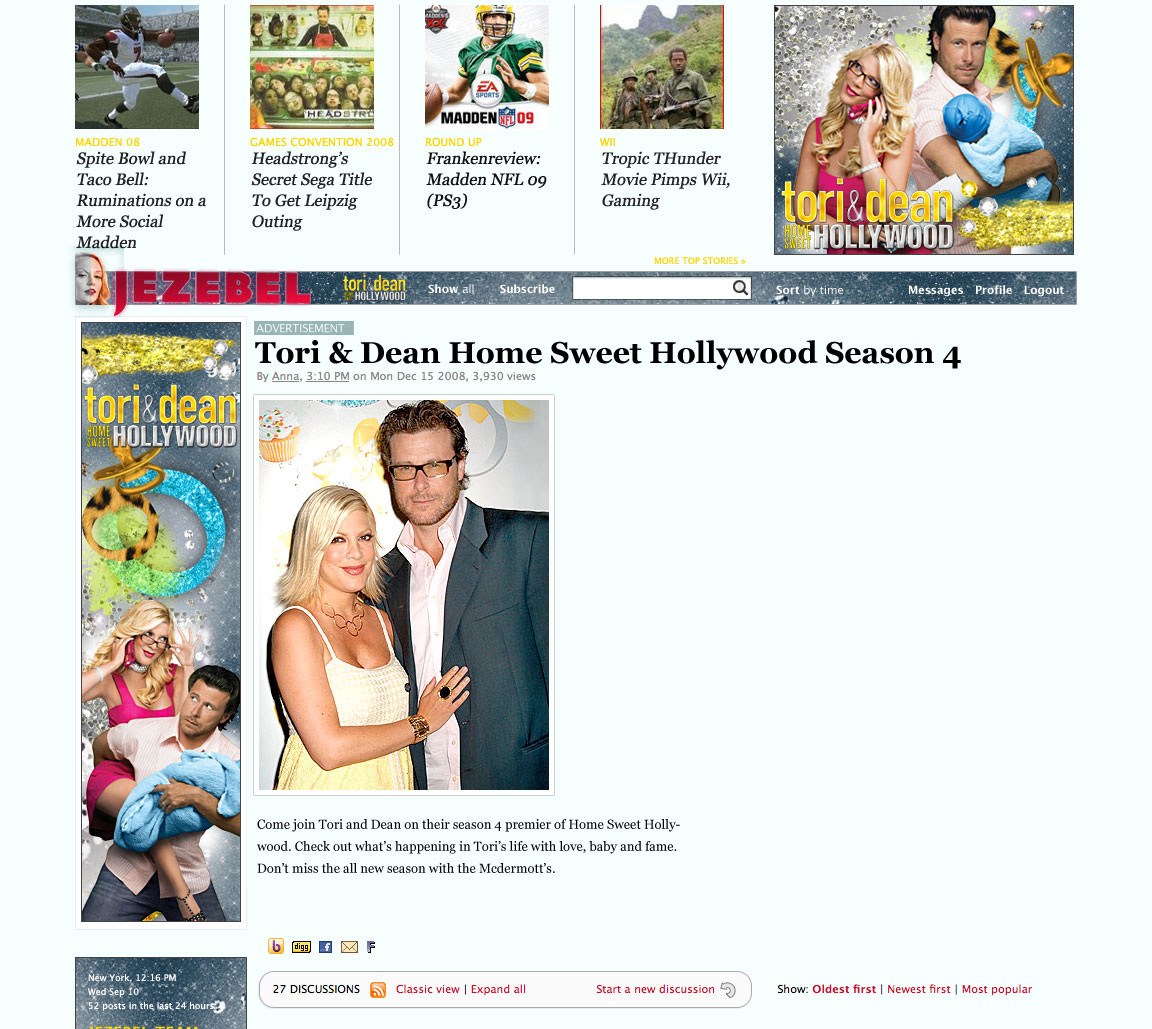 MADDEN 08
Spite Bowl and
Taco Bell:
Ruminations on a
More Social
Madden
HEADSTR
GAMES CONVENTION 2008
Headstrong's
Secret Sega Title
To Get Leipzig
Outing
EA
SPORTS
MADDEN NFL 09
ROUND UP
Frankenreview:
Madden NFL 09
(PS3)
WII
Tropic THunder
Movie Pimps Wii,
Gaming
tori & dean
HOME SWEET HOLLYWOOD
MORE TOP STORIES »
JEZEBEL
tori & dean
HOLLYWOOD
Show all
Subscribe
Sort by time
Messages Profile Logout
tori & dean
HOME SWEET HOLLYWOOD
ADVERTISEMENT
Tori & Dean Home Sweet Hollywood Season 4
By Anna, 3:10 PM on Mon Dec 15 2008, 3,930 views
Come join Tori and Dean on their season 4 premier of Home Sweet Holly-
wood. Check out what's happening in Tori's life with love, baby and fame.
Don't miss the all new season with the Mcdermott's.
b digg f F
27 DISCUSSIONS Classic view | Expand all Start a new discussion
Show: Oldest first | Newest first | Most popular
New York, 12:16 PM
Wed Sep 10
52 posts in the last 24 hours
JEZEBEL TEAM